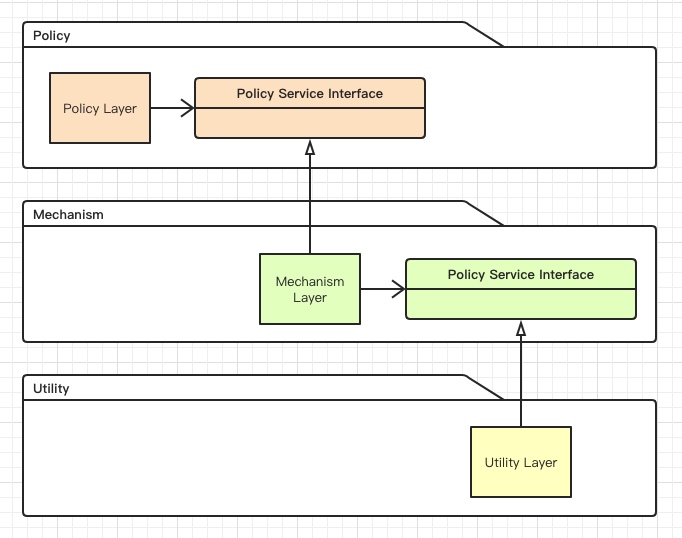 Policy
Policy Layer
Policy Service Interface
Mechanism
Mechanism
Layer
Policy Service Interface
Utility
Utility Layer